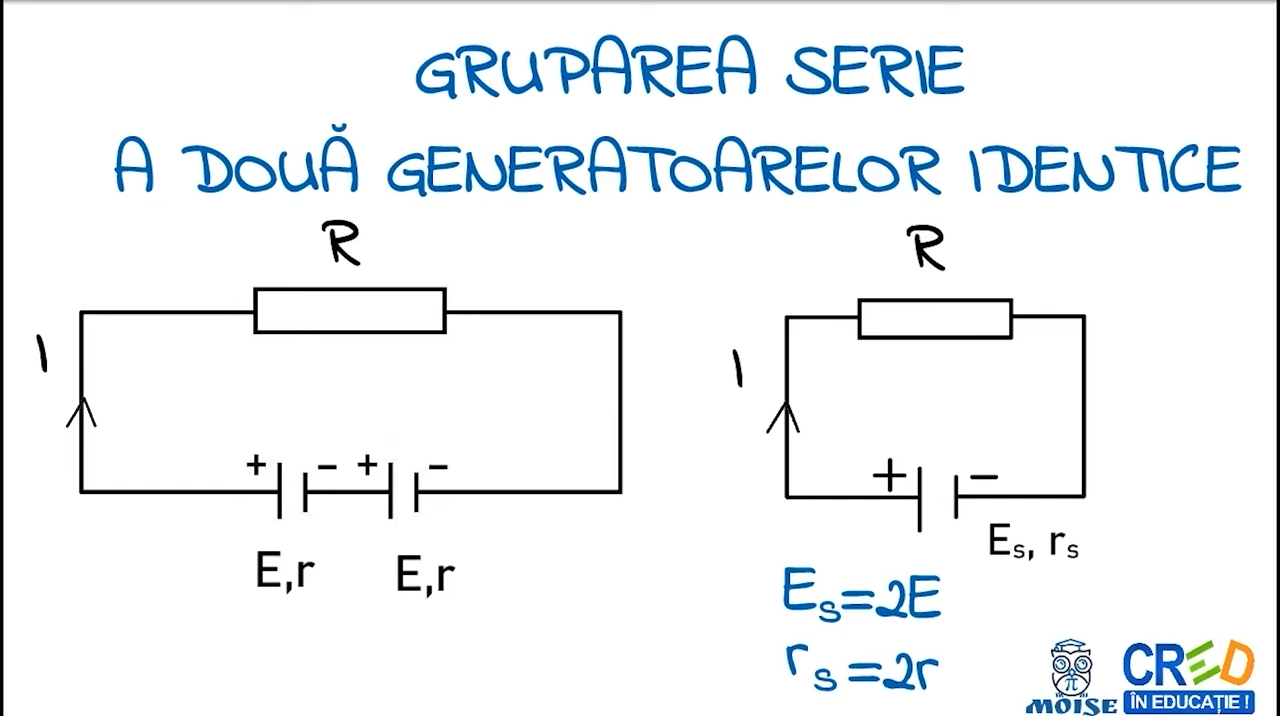 GRUPAREA SERIE
A DOUĂ GENERATOARELOR IDENTICE
R
R
I
I
+ − + −
+ −
E,r E,r
Es, rs
Es=2E
rs=2r
π
MOISE
CRED
ÎN EDUCAȚIE!